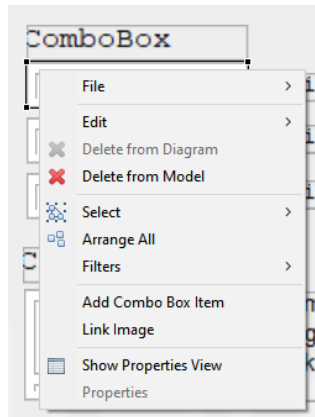 ComboBox
File
Edit
Delete from Diagram
Delete from Model
Select
Arrange All
Filters
Add Combo Box Item
Link Image
Show Properties View
Properties